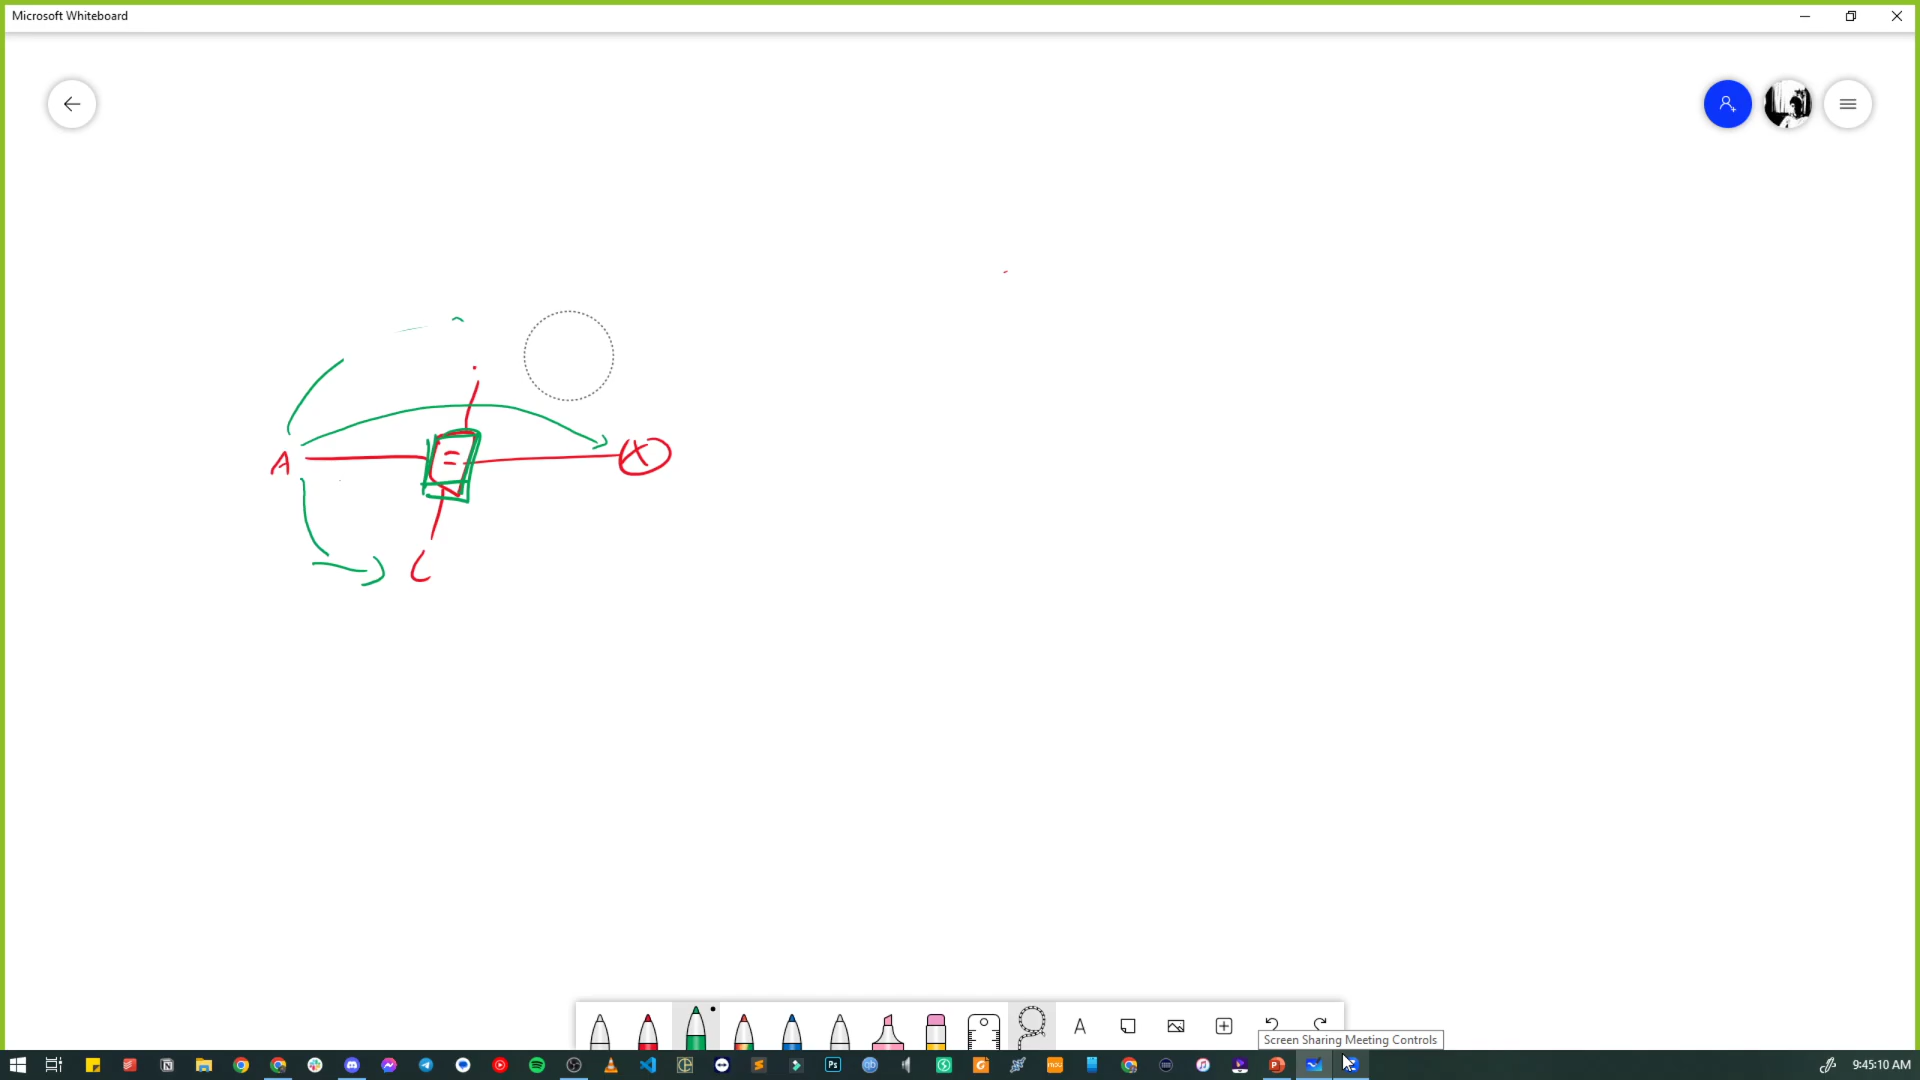 Microsoft Whiteboard
A
X
C
A
Screen Sharing Meeting Controls
9:45:10 AM